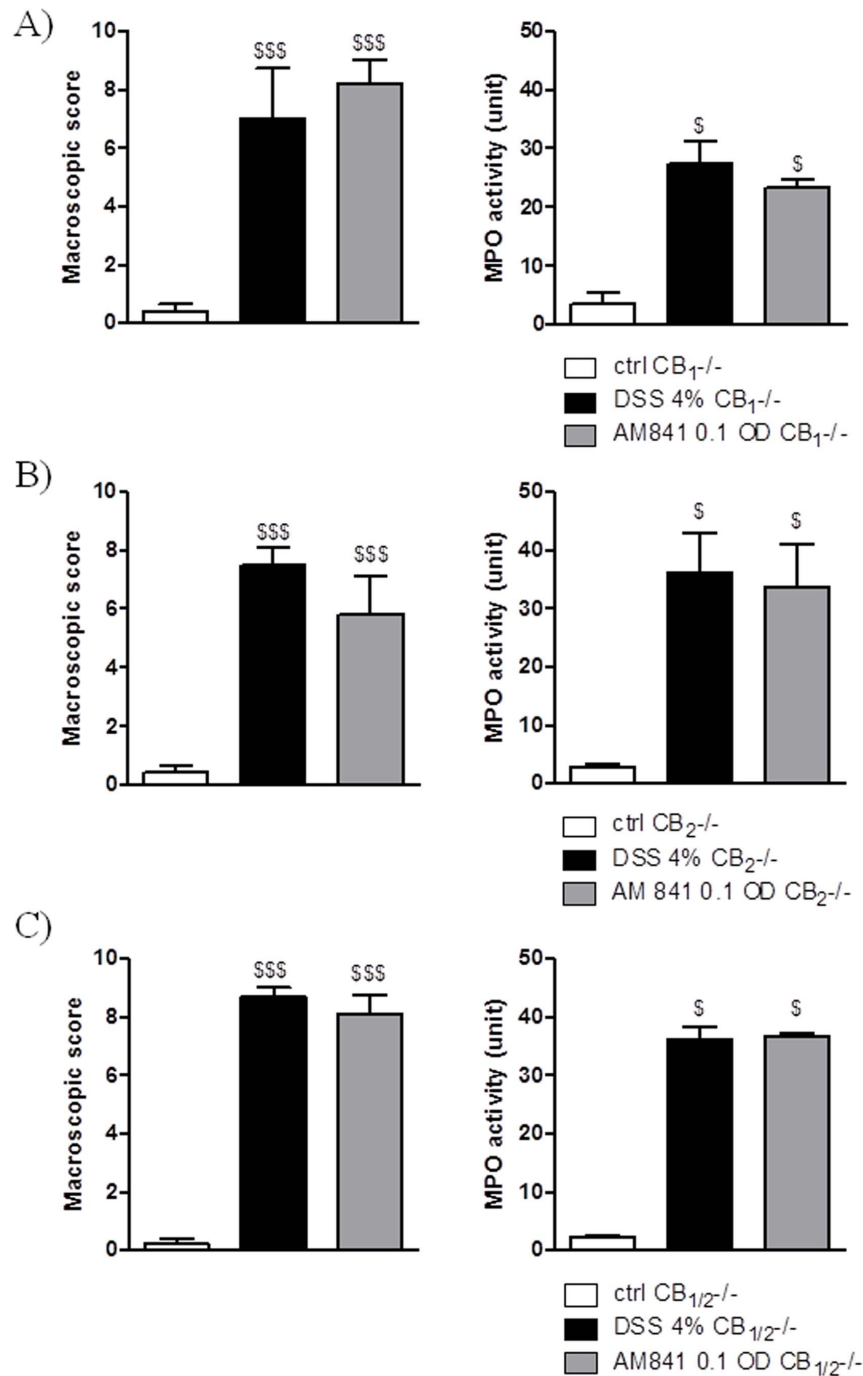 A)
Macroscopic score
10
8
6
4
2
0
$$$
$$$
MPO activity (unit)
50
40
30
20
10
0
$
$
ctrl CB1-/-
DSS 4% CB1-/-
AM841 0.1 OD CB1-/-
B)
Macroscopic score
10
8
6
4
2
0
$$$
$$$
MPO activity (unit)
50
40
30
20
10
0
$
$
ctrl CB2-/-
DSS 4% CB2-/-
AM 841 0.1 OD CB2-/-
C)
Macroscopic score
10
8
6
4
2
0
$$$
$$$
MPO activity (unit)
50
40
30
20
10
0
$
$
ctrl CB1/2-/-
DSS 4% CB1/2-/-
AM841 0.1 OD CB1/2-/-